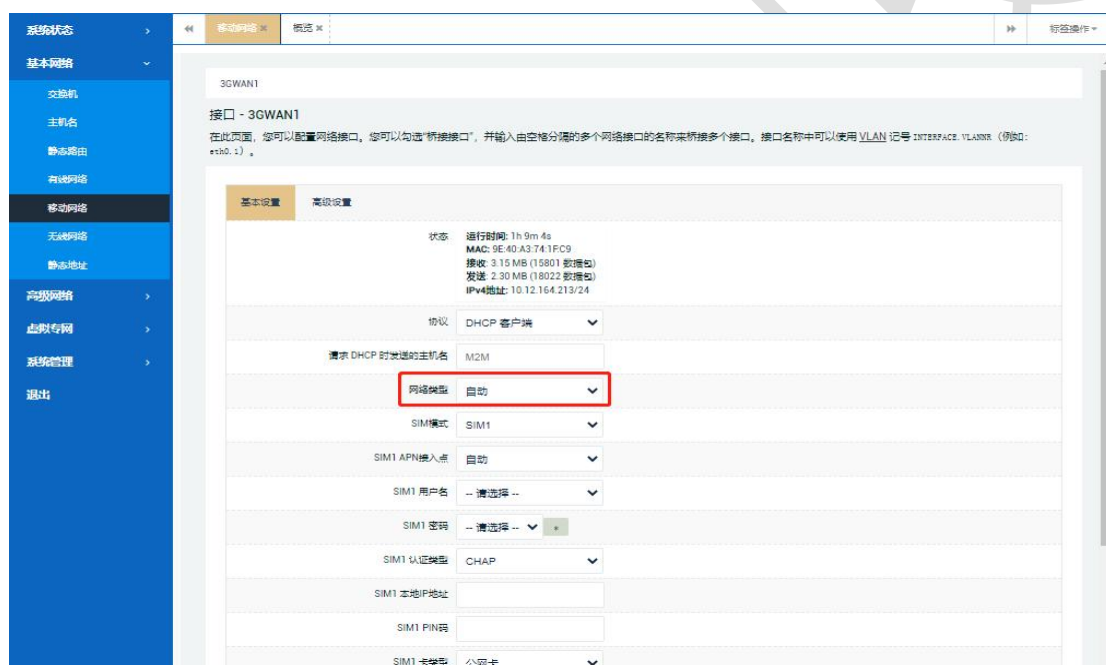 系统状态
移动网络
概览
标签操作
基本网络
交换机
主机名
静态路由
有线网络
移动网络
无线网络
静态地址
高级网络
虚拟专网
系统管理
退出
3GWAN1
接口 - 3GWAN1
在此页面，您可以配置网络接口。您可以勾选"桥接接口"，并输入由空格分隔的多个网络接口的名称来桥接多个接口。接口名称中可以使用 VLAN 记号 INTERFACE.VLANNR（例如：
eth0.1）。
基本设置 高级设置
状态 运行时间: 1h 9m 4s
MAC: 9E:40:A3:74:1F:C9
接收: 3.15 MB (15801 数据包)
发送: 2.30 MB (18022 数据包)
IPv4地址: 10.12.164.213/24
协议 DHCP 客户端
请求 DHCP 时发送的主机名 M2M
网络类型 自动
SIM模式 SIM1
SIM1 APN接入点 自动
SIM1 用户名 -- 请选择 --
SIM1 密码 -- 请选择 -- *
SIM1 认证类型 CHAP
SIM1 本地IP地址
SIM1 PIN码
SIM1 卡类型 公网卡